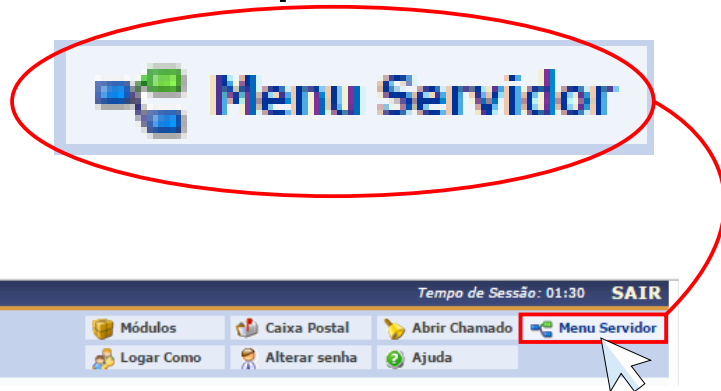 Menu Servidor
Tempo de Sessão: 01:30 SAIR
Módulos Caixa Postal Abrir Chamado Menu Servidor
Logar Como Alterar senha Ajuda